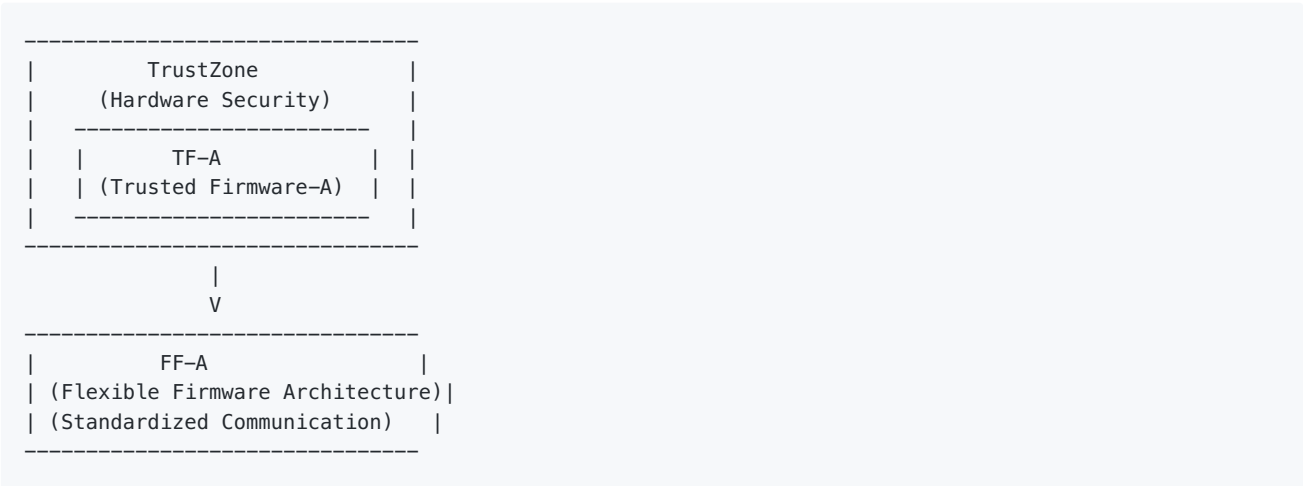 --------------------------------
|         TrustZone            |
|     (Hardware Security)      |
|   ------------------------   |
|   |       TF-A            |  |
|   | (Trusted Firmware-A)  |  |
|   ------------------------   |
--------------------------------
               |
               V
--------------------------------
|          FF-A                 |
| (Flexible Firmware Architecture)|
| (Standardized Communication)   |
--------------------------------